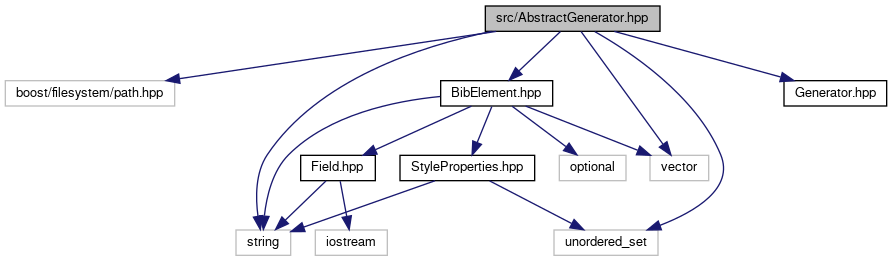 src/AbstractGenerator.hpp
boost/filesystem/path.hpp
BibElement.hpp
Generator.hpp
Field.hpp
StyleProperties.hpp
optional
vector
string
iostream
unordered_set